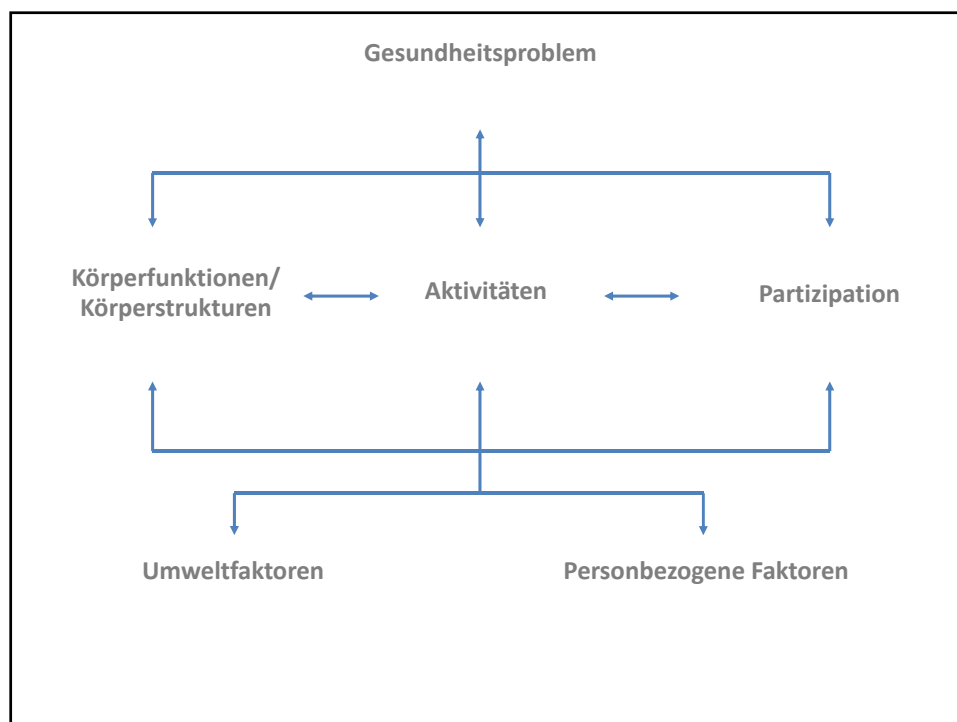 Gesundheitsproblem
Körperfunktionen/
Körperstrukturen
Aktivitäten
Partizipation
Umweltfaktoren
Personbezogene Faktoren